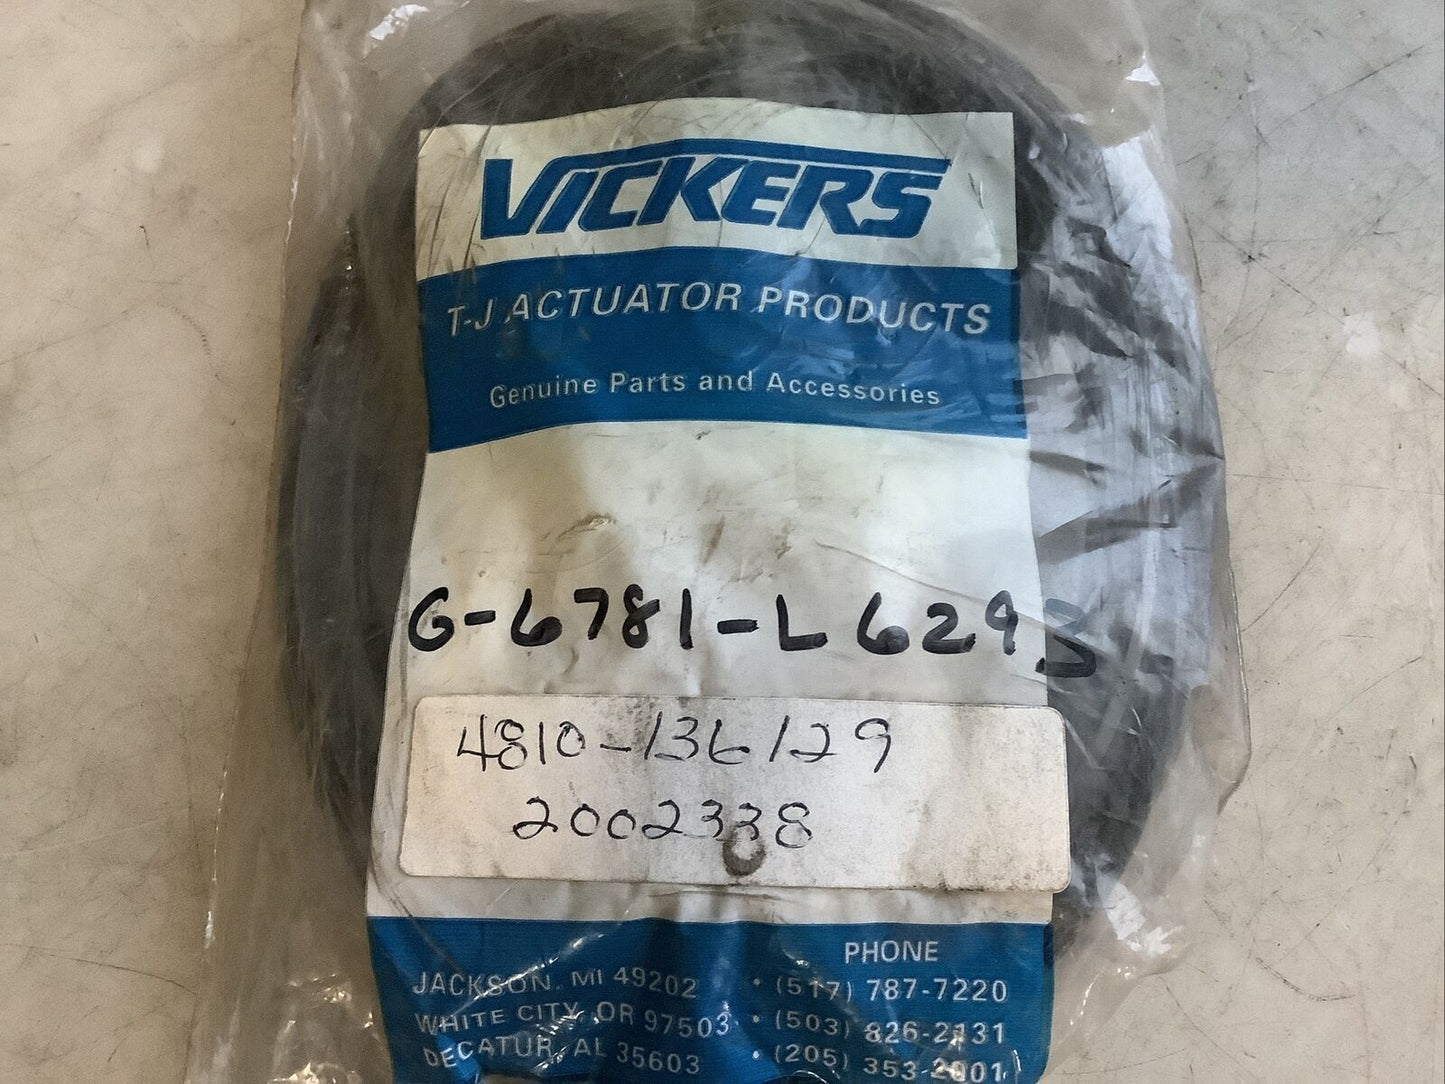 VICKERS
T-J ACTUATOR PRODUCTS
Genuine Parts and Accessories
G-6781-L6293
4810-136129
2002338
PHONE
JACKSON, MI 49202 • (517) 787-7220
WHITE CITY, OR 97503 • (503) 826-2131
DECATUR, AL 35603 • (205) 353-2001